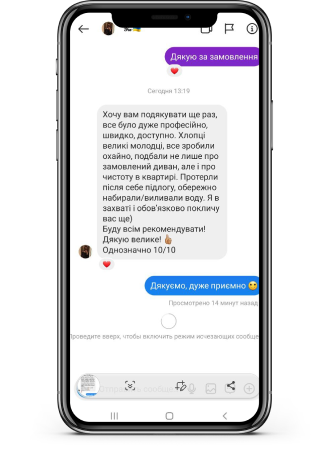 Дякую за замовлення
Сегодня 13:19
Хочу вам подякувати ще раз,
все було дуже професійно,
швидко, доступно. Хлопці
великі молодці, все зробили
охайно, подбали не лише про
замовлений диван, але і про
чистоту в квартирі. Протерли
після себе підлогу, обережно
набирали/виливали воду. Я в
захваті і обов'язково покличу
вас ще)
Буду всім рекомендувати!
Дякую велике! 👌🏽
Однозначно 10/10
Дякуємо, дуже приємно 😊
Просмотрено 14 минут назад
Проведите вверх, чтобы включить режим исчезающих сообще